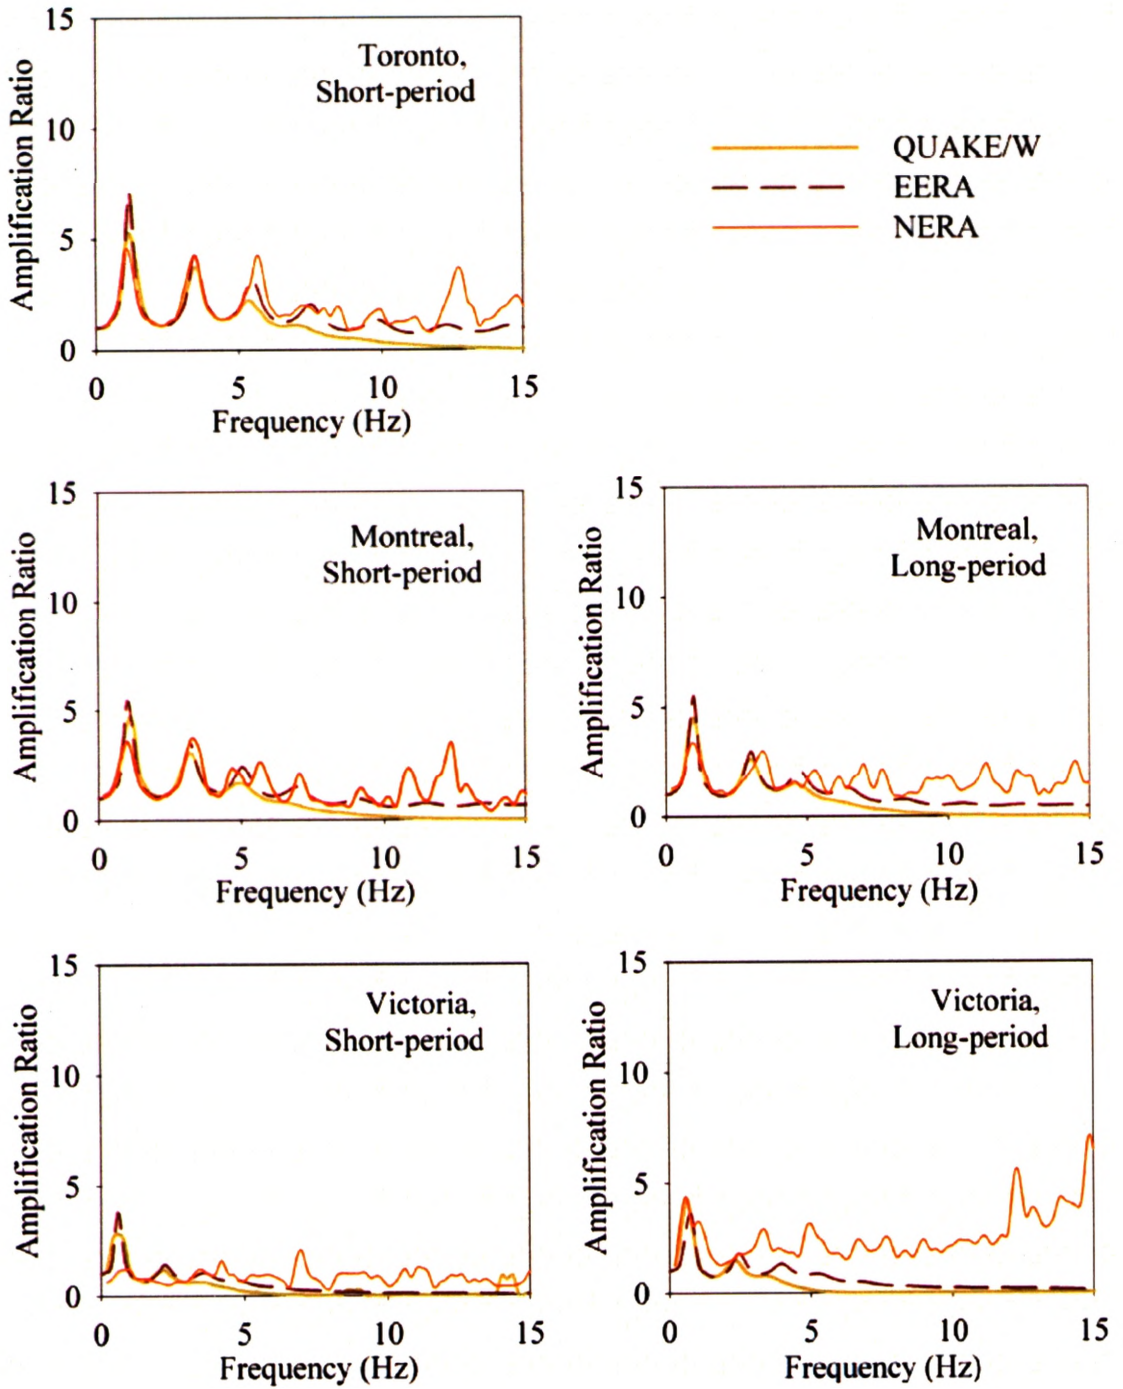 15
Toronto,
Short-period
10
5
0
Amplification Ratio
0 5 10 15
Frequency (Hz)
QUAKE/W
EERA
NERA
15
Montreal,
Short-period
10
5
0
Amplification Ratio
0 5 10 15
Frequency (Hz)
15
Montreal,
Long-period
10
5
0
Amplification Ratio
0 5 10 15
Frequency (Hz)
15
Victoria,
Short-period
10
5
0
Amplification Ratio
0 5 10 15
Frequency (Hz)
15
Victoria,
Long-period
10
5
0
Amplification Ratio
0 5 10 15
Frequency (Hz)